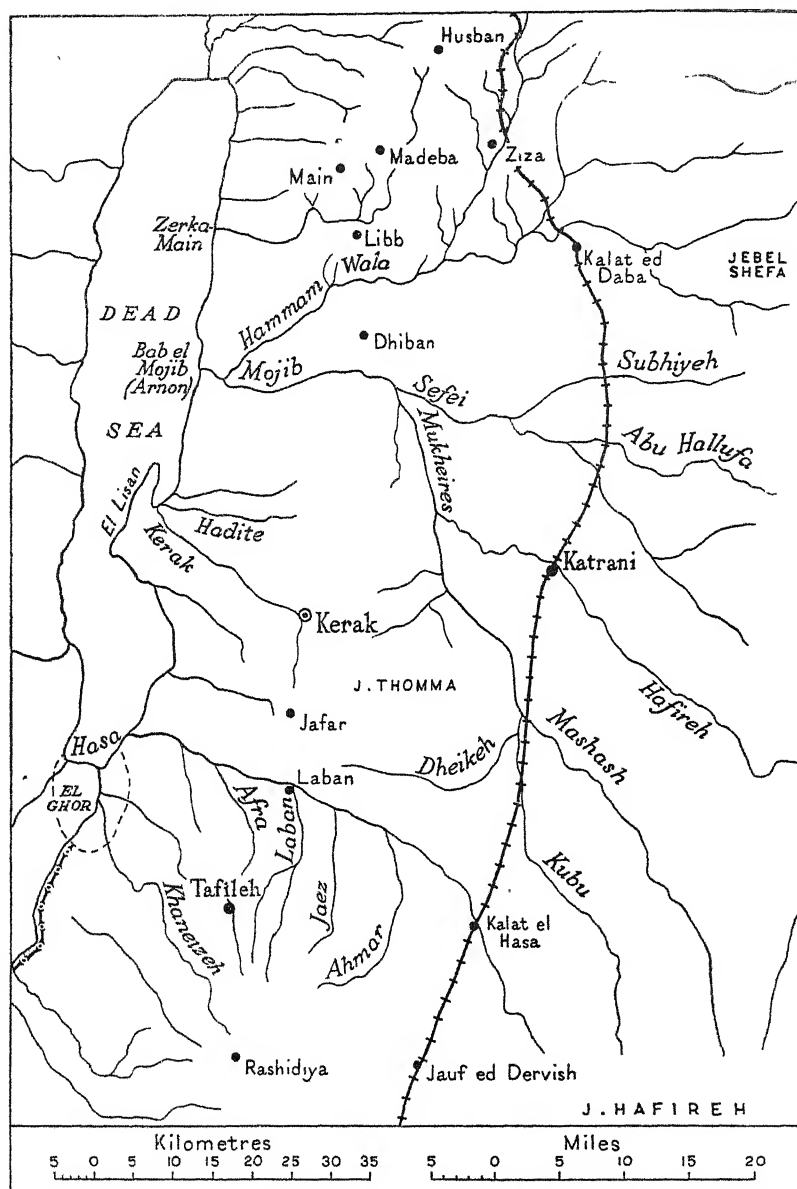 Husban
Madeba
Ziza
Main
Zerka-
Main
Libb
Wala
Kalat ed
Daba
JEBEL
SHEFA
Hammam
DEAD
Dhiban
Bab el
Mojib
(Arnon)
Mojib
Subhiyeh
Sefei
SEA
Abu Hallufa
Mukheires
El Lisan
Hadite
Kerak
Katrani
Kerak
J. THOMMA
Hafireh
Jafar
Mashash
Hasa
Dheikeh
Laban
EL
GHOR
Afra
Laban
Kubu
Tafileh
Jaez
Khaneizeh
Kalat el
Hasa
Ahmar
Rashidiya
Jauf ed Dervish
J. HAFIREH
Kilometres
Miles
5 0 5 10 15 20 25 30 35
5 0 5 10 15 20